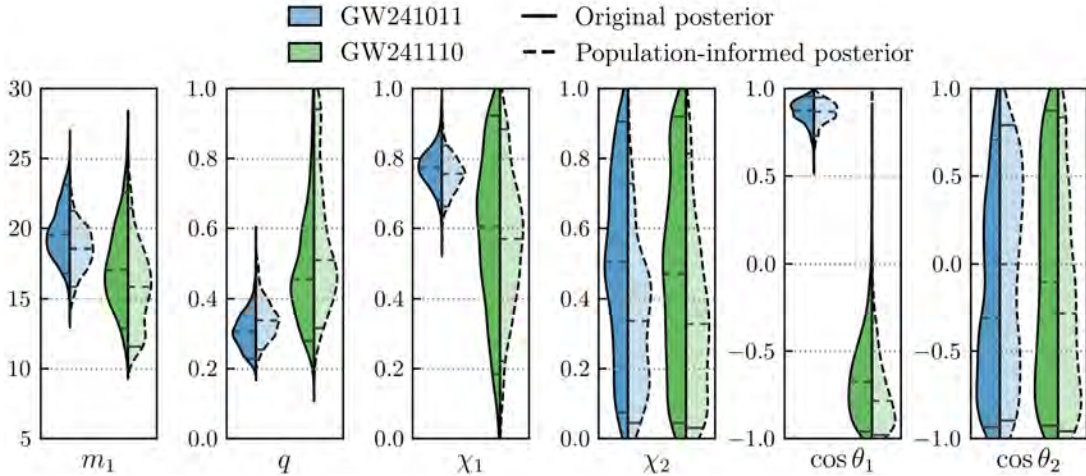 GW241011 Original posterior
GW241110 Population-informed posterior
30 25 20 15 10 5
m₁
1.0 0.8 0.6 0.4 0.2 0.0
q
1.0 0.8 0.6 0.4 0.2 0.0
χ₁
1.0 0.8 0.6 0.4 0.2 0.0
χ₂
1.0 0.5 0.0 −0.5 −1.0
cos θ₁
1.0 0.5 0.0 −0.5 −1.0
cos θ₂